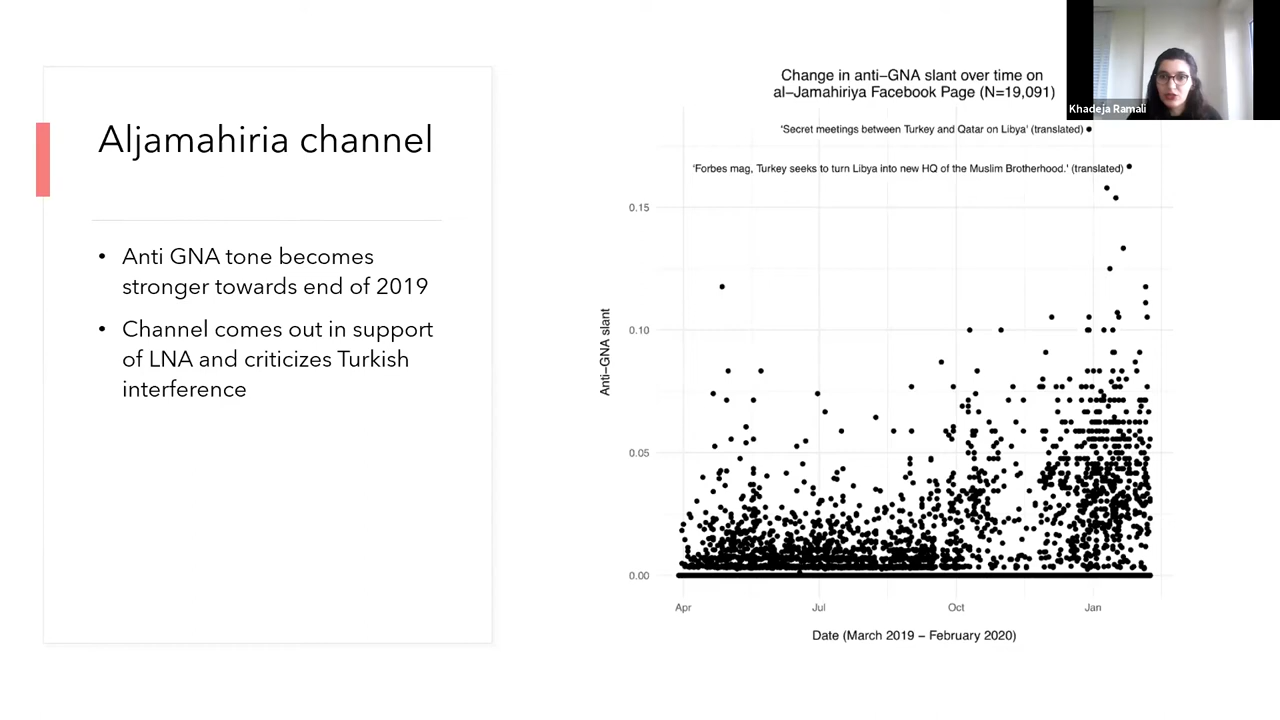 Aljamahiria channel
• Anti GNA tone becomes
stronger towards end of 2019
• Channel comes out in support
of LNA and criticizes Turkish
interference
Change in anti−GNA slant over time on
al−Jamahiriya Facebook Page (N=19,091)
Khadeja Ramali
'Secret meetings between Turkey and Qatar on Libya' (translated)
'Forbes mag, Turkey seeks to turn Libya into new HQ of the Muslim Brotherhood.' (translated)
0.15
0.10
0.05
0.00
Anti−GNA slant
Apr Jul Oct Jan
Date (March 2019 − February 2020)